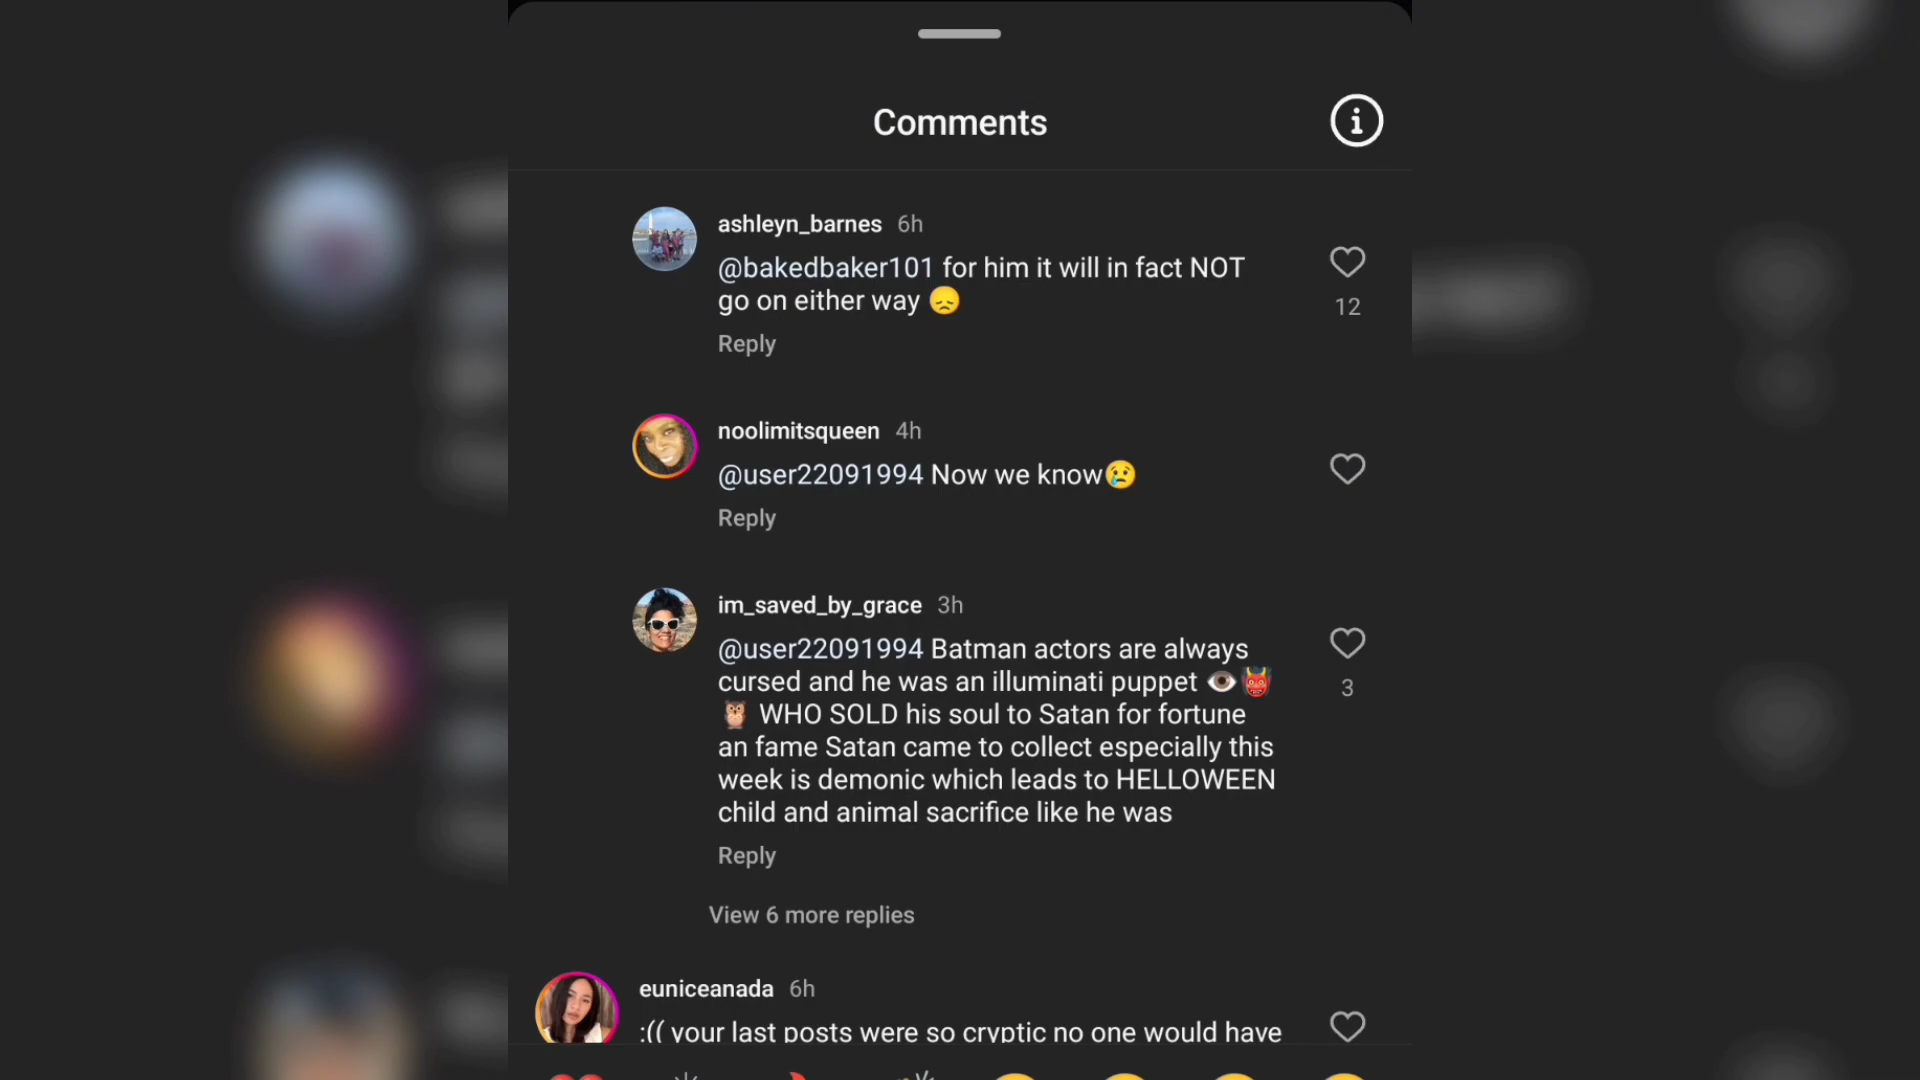 Comments
ashleyn_barnes 6h
@bakedbaker101 for him it will in fact NOT
go on either way 😞
12
Reply
noolimitsqueen 4h
@user22091994 Now we know😢
Reply
im_saved_by_grace 3h
@user22091994 Batman actors are always
cursed and he was an illuminati puppet 👁️👹
🦉 WHO SOLD his soul to Satan for fortune
an fame Satan came to collect especially this
week is demonic which leads to HELLOWEEN
child and animal sacrifice like he was
3
Reply
View 6 more replies
euniceanada 6h
:(( your last posts were so cryptic no one would have